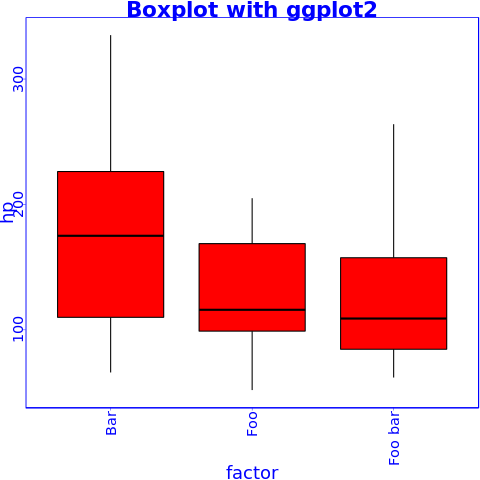 Boxplot with ggplot2
hp
300
200
100
Bar
Foo
Foo bar
factor